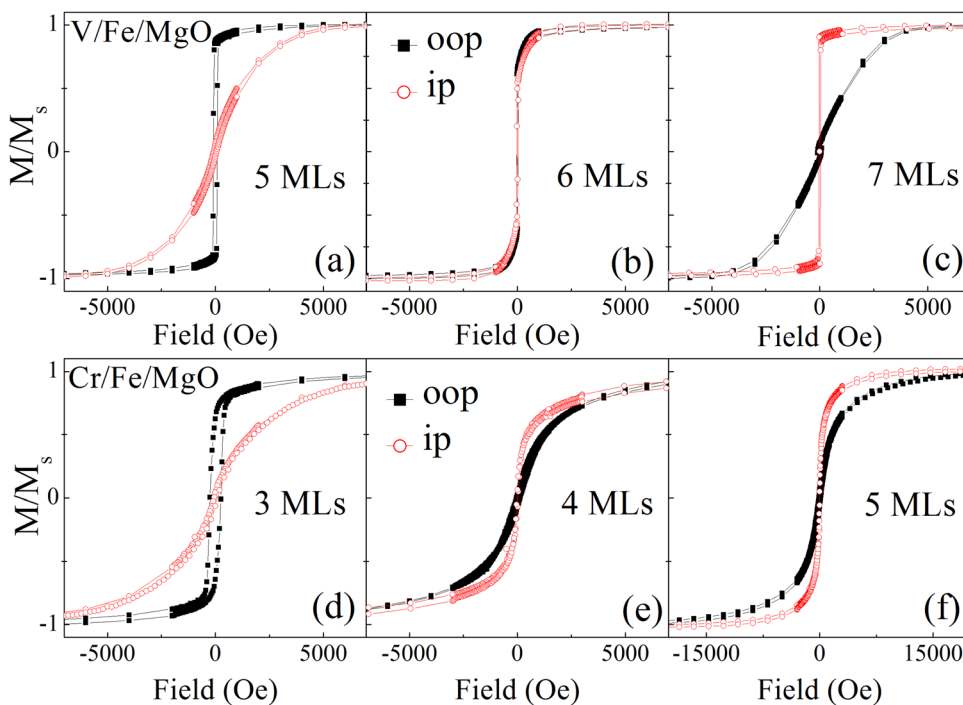 V/Fe/MgO
oop
ip
M/Mₛ
1
0
-1
5 MLs
6 MLs
7 MLs
(a)
(b)
(c)
-5000 0 5000
-5000 0 5000
-5000 0 5000
Field (Oe)
Field (Oe)
Field (Oe)
Cr/Fe/MgO
oop
ip
M/Mₛ
1
0
-1
3 MLs
4 MLs
5 MLs
(d)
(e)
(f)
-5000 0 5000
-5000 0 5000
-15000 0 15000
Field (Oe)
Field (Oe)
Field (Oe)